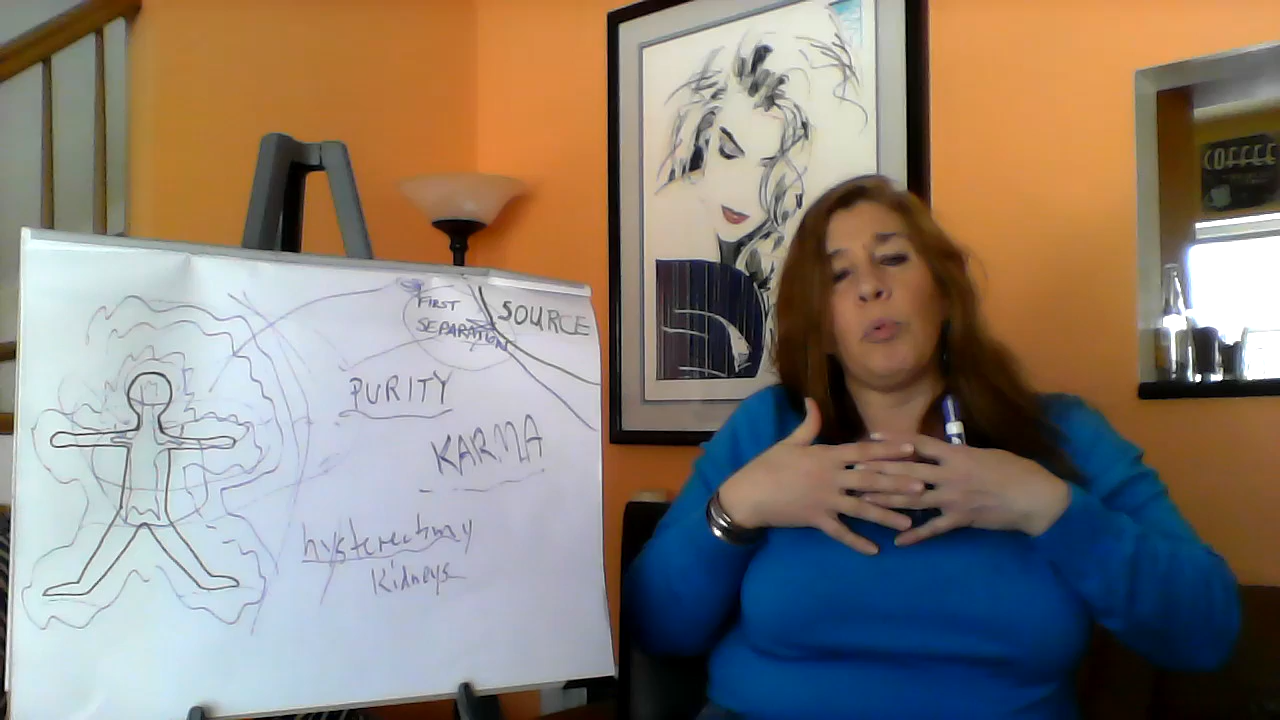 FIRST
SEPARATION
SOURCE
PURITY
KARMA
hysterectomy
Kidneys
COFFEE